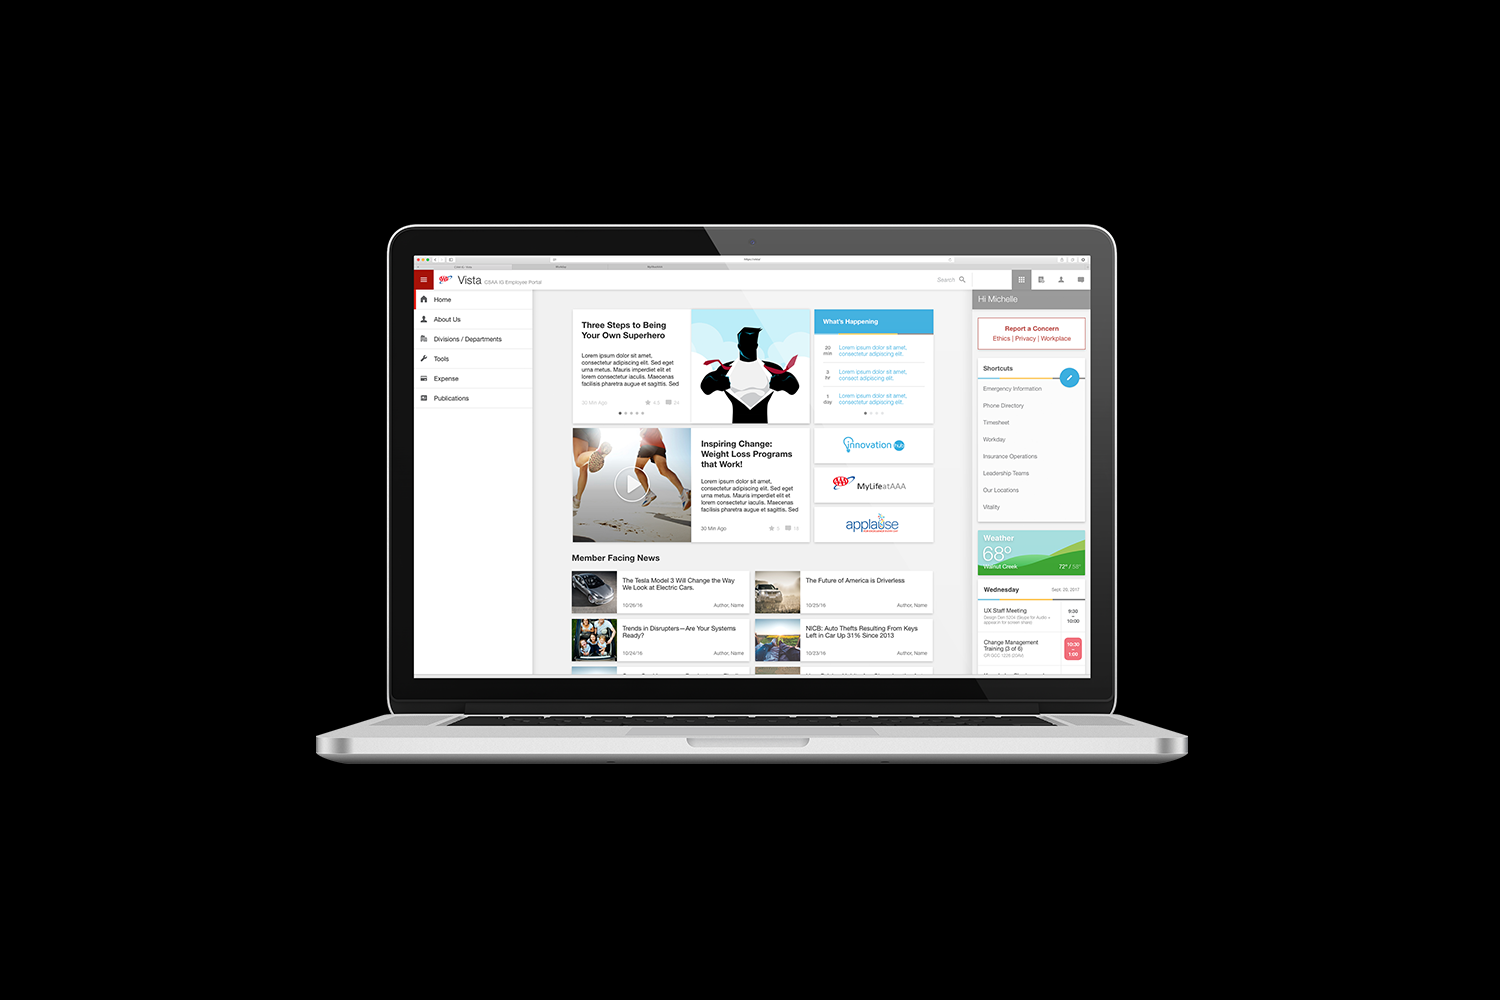 Vista CSAA IG Employee Portal
Search
Home
About Us
Divisions / Departments
Tools
Expense
Publications
Three Steps to Being
Your Own Superhero
Lorem ipsum dolor sit amet,
consectetur adipiscing elit.
Vestibulum facilisis sed eget
urna metus. Mauris imperdiet et
lorem consectetur iaculis. Maecenas
facilisis pharetra augue et sagittis. Sed
30 Min Ago 4.5 24
What's Happening
20
min
Lorem ipsum dolor sit amet,
consectetur adipiscing elit.
3
hr
Lorem ipsum dolor sit amet,
consect adipiscing elit.
1
day
Lorem ipsum dolor sit amet,
consectetur adipiscing elit.
Inspiring Change:
Weight Loss Programs
that Work!
Lorem ipsum dolor sit amet,
consectetur adipiscing elit. Sed eget
urna metus. Mauris imperdiet et
lorem consectetur iaculis. Maecenas
facilisis pharetra augue et sagittis. Sed
30 Min Ago 5 18
innovation hub
AAA MyLifeatAAA
applause
Member Facing News
The Tesla Model 3 Will Change the Way
We Look at Electric Cars.
10/26/16 Author, Name
The Future of America is Driverless
10/25/16 Author, Name
Trends in Disrupters—Are Your Systems
Ready?
10/24/16 Author, Name
NICB: Auto Thefts Resulting From Keys
Left in Car Up 31% Since 2013
10/23/16 Author, Name
Hi Michelle
Report a Concern
Ethics | Privacy | Workplace
Shortcuts
Emergency Information
Phone Directory
Timesheet
Workday
Insurance Operations
Leadership Teams
Our Locations
Vitality
Weather
68°
Walnut Creek 72° / 58°
Wednesday Sept. 20, 2017
UX Staff Meeting
9:30
–
10:00
Change Management
Training (3 of 6)
10:30
–
1:00